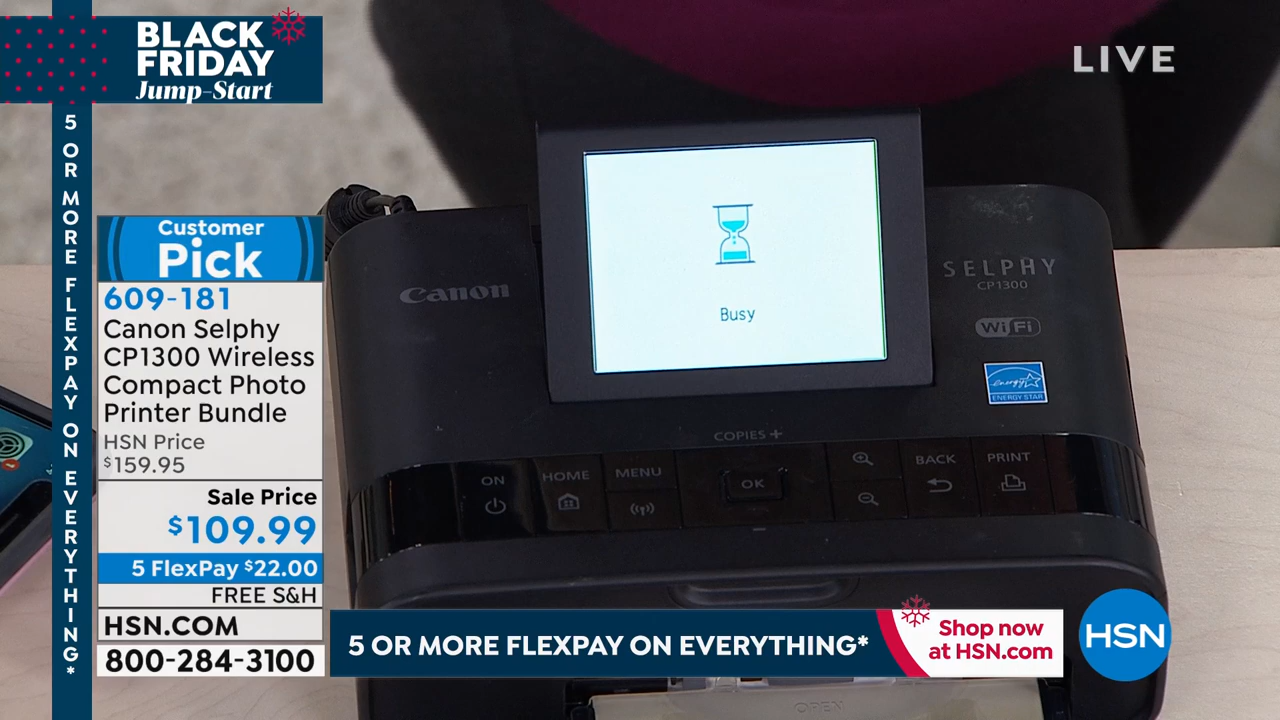 BLACK
FRIDAY
Jump-Start
LIVE
5 OR MORE FLEXPAY ON EVERYTHING*
Customer
Pick
609-181
Canon Selphy
CP1300 Wireless
Compact Photo
Printer Bundle
HSN Price
$159.95
Sale Price
$109.99
5 FlexPay $22.00
FREE S&H
HSN.COM
800-284-3100
Busy
Canon
SELPHY
CP1300
WiFi
energy
ENERGY STAR
COPIES +
ON
HOME
MENU
OK
BACK
PRINT
OPEN
5 OR MORE FLEXPAY ON EVERYTHING*
Shop now
at HSN.com
HSN